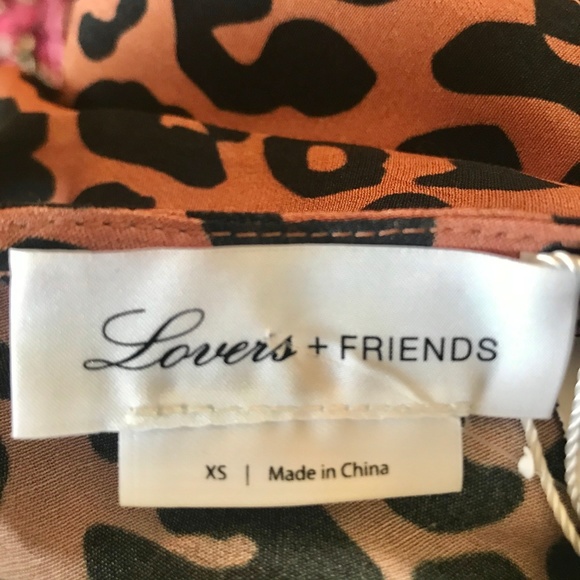 Lovers + FRIENDS
XS | Made in China